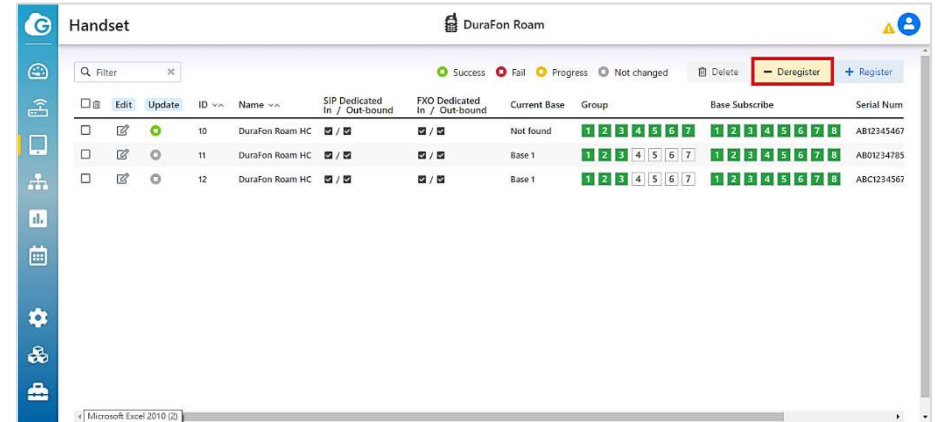 Handset
DuraFon Roam
Filter
Success Fail Progress Not changed Delete Deregister + Register
Edit Update ID Name SIP Dedicated In / Out-bound FXO Dedicated In / Out-bound Current Base Group Base Subscribe Serial Num
10 DuraFon Roam HC / / Not found 1 2 3 4 5 6 7 1 2 3 4 5 6 7 8 AB12345467
11 DuraFon Roam HC / / Base 1 1 2 3 4 5 6 7 1 2 3 4 5 6 7 8 AB01234785
12 DuraFon Roam HC / / Base 1 1 2 3 4 5 6 7 1 2 3 4 5 6 7 8 ABC1234567
Microsoft Excel 2010 (2)